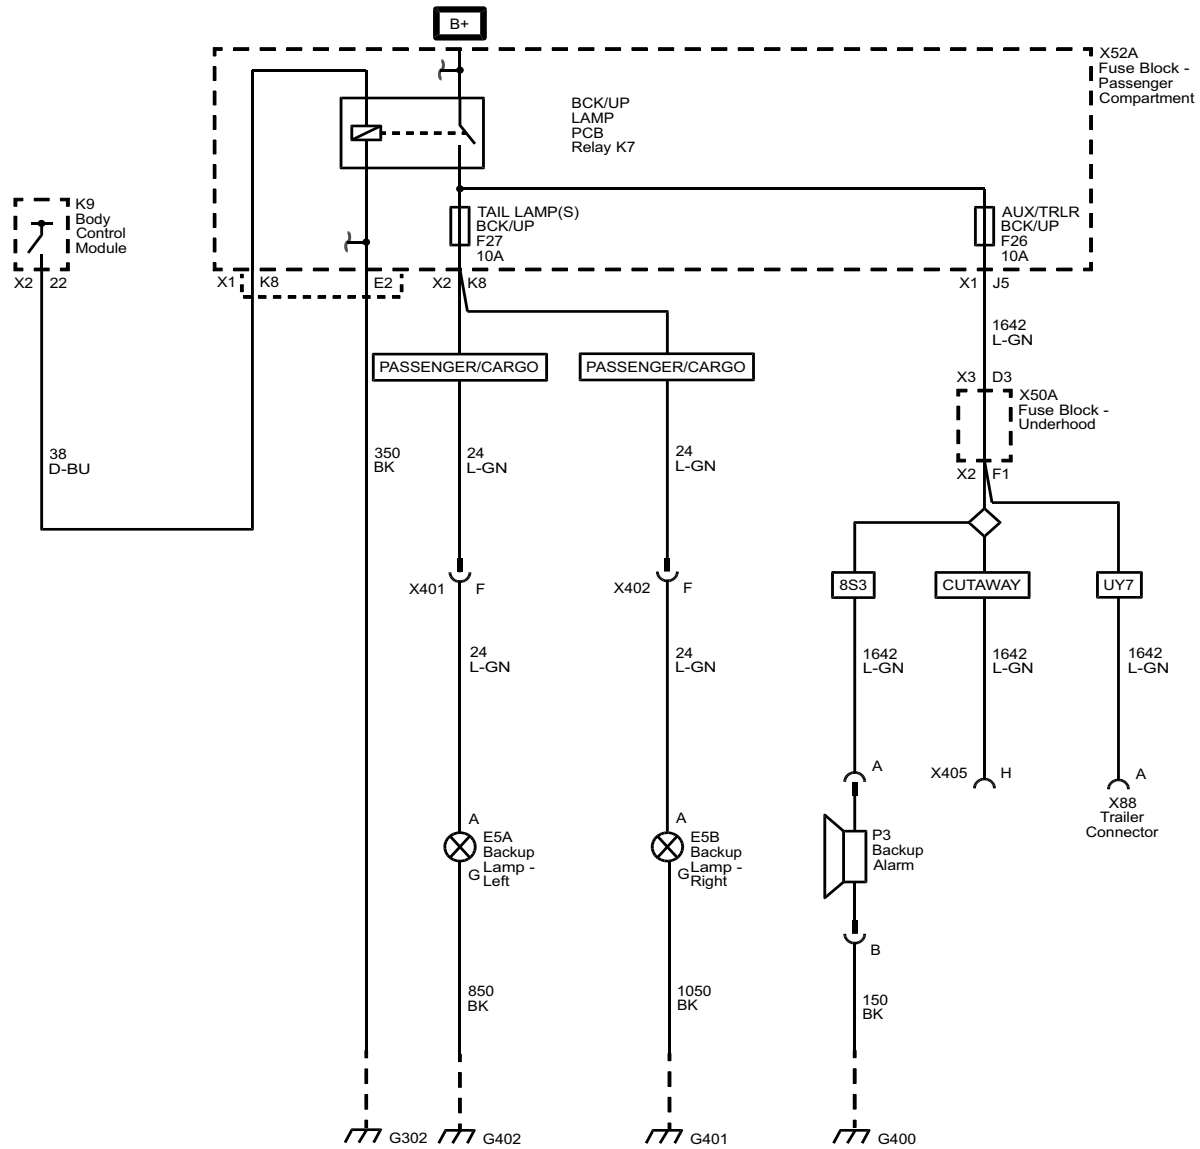 B+
X52A
Fuse Block -
Passenger
Compartment
BCK/UP
LAMP
PCB
Relay K7
K9
Body
Control
Module
TAIL LAMP(S)
BCK/UP
F27
10A
AUX/TRLR
BCK/UP
F26
10A
X2 22
X1 K8
E2
X2 K8
X1 J5
1642
L-GN
PASSENGER/CARGO
PASSENGER/CARGO
X3 D3
X50A
Fuse Block -
Underhood
38
D-BU
350
BK
24
L-GN
24
L-GN
X2 F1
8S3
CUTAWAY
UY7
X401 F
X402 F
24
L-GN
24
L-GN
1642
L-GN
1642
L-GN
1642
L-GN
A
X405 H
A
X88
Trailer
Connector
A
E5A
Backup
Lamp -
Left
G
A
E5B
Backup
Lamp -
Right
G
P3
Backup
Alarm
B
850
BK
1050
BK
150
BK
G302
G402
G401
G400